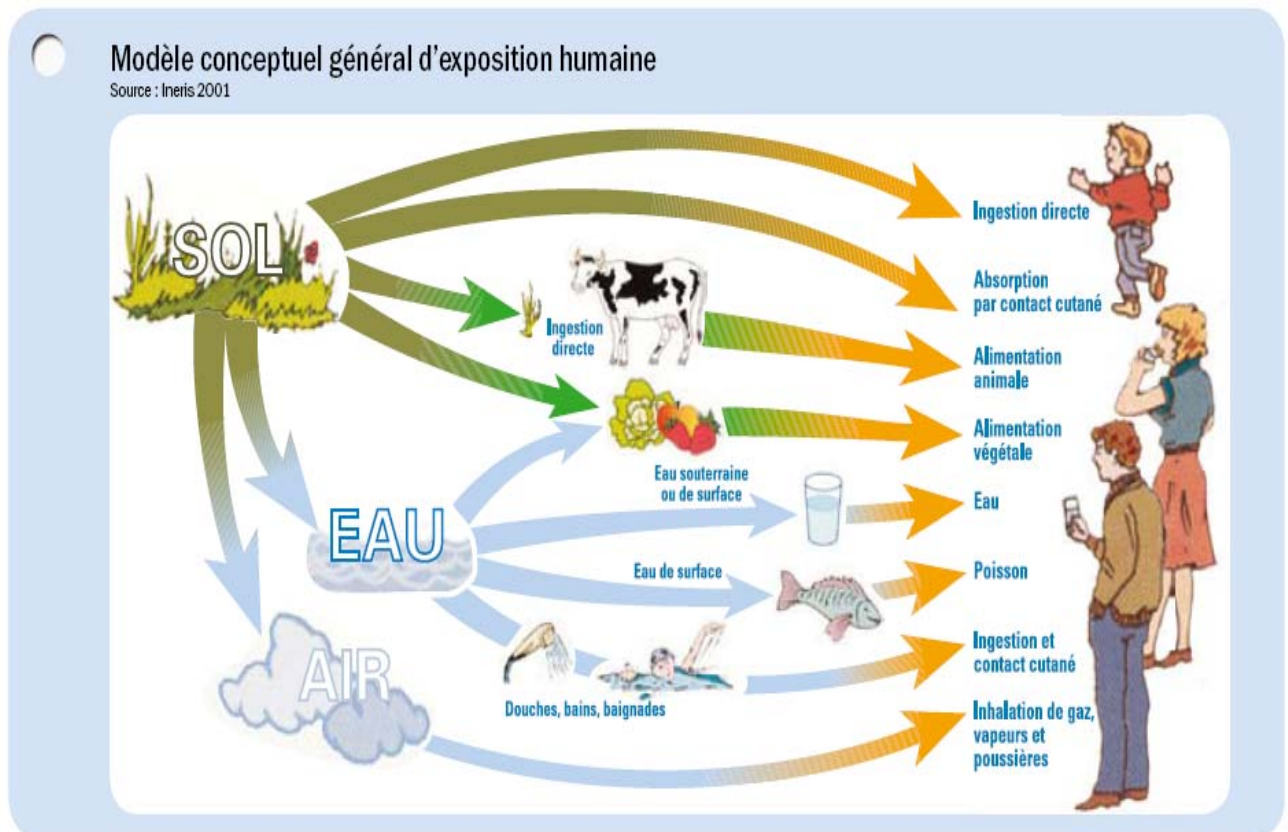 Modèle conceptuel général d'exposition humaine
Source : Ineris 2001
SOL
Ingestion directe
Absorption
par contact cutané
Ingestion
directe
Alimentation
animale
Alimentation
végétale
Eau souterraine
ou de surface
Eau
EAU
Eau de surface
Poisson
Ingestion et
contact cutané
AIR
Douches, bains, baignades
Inhalation de gaz,
vapeurs et
poussières